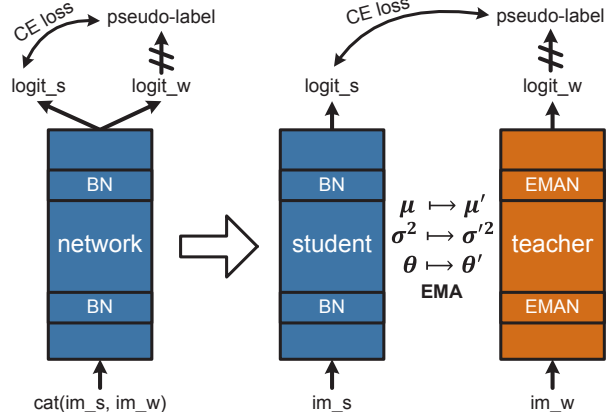 CE loss
pseudo-label
logit_s
logit_w
BN
network
BN
cat(im_s, im_w)
CE loss
pseudo-label
logit_s
logit_w
BN
student
BN
im_s
μ ↦ μ′
σ² ↦ σ′²
θ ↦ θ′
EMA
EMAN
teacher
EMAN
im_w